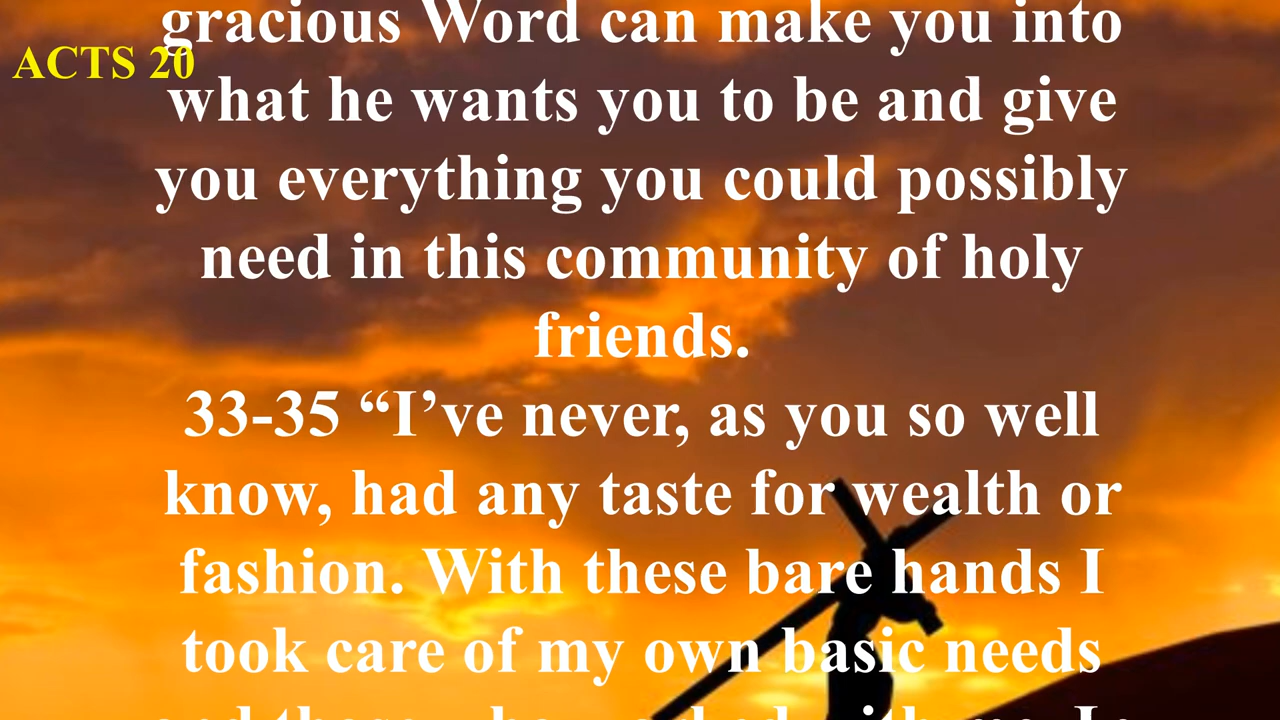 gracious Word can make you into
ACTS 20
what he wants you to be and give
you everything you could possibly
need in this community of holy
friends.
33-35 “I’ve never, as you so well
know, had any taste for wealth or
fashion. With these bare hands I
took care of my own basic needs